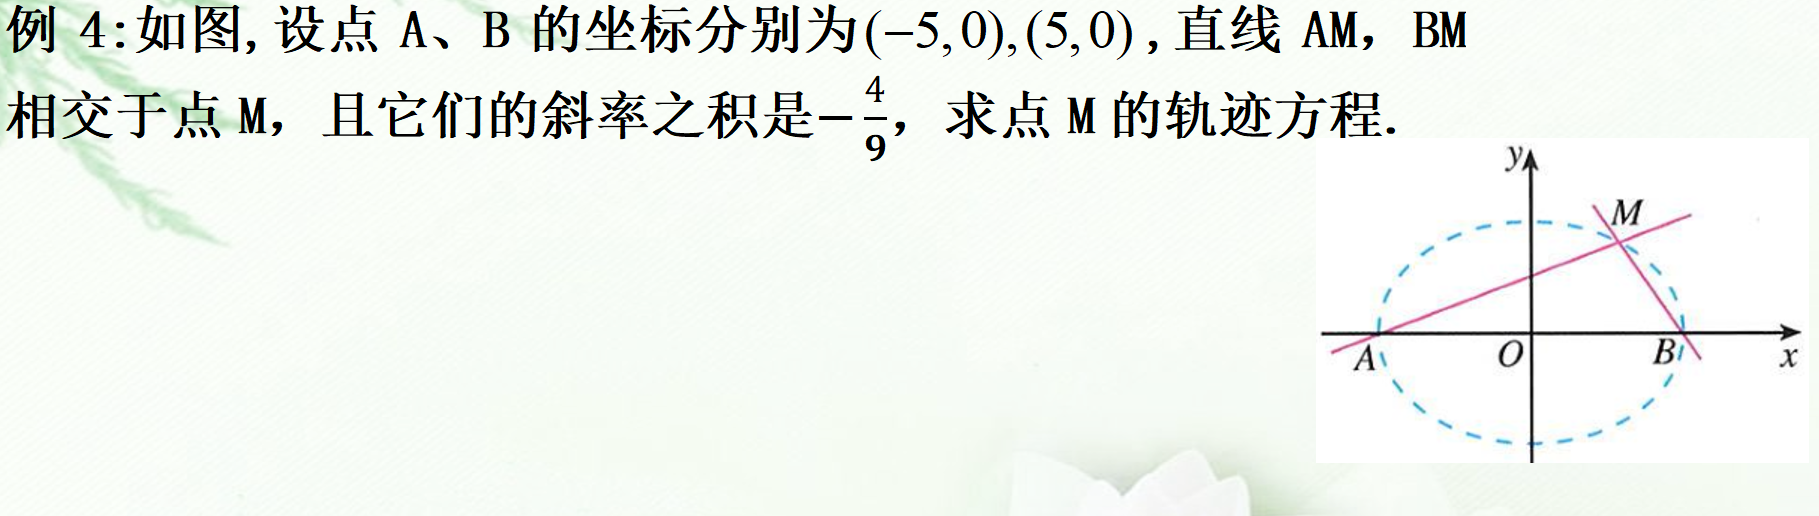 例 4:如图, 设点 A、B 的坐标分别为(−5,0),(5,0) ,直线 AM，BM
相交于点 M，且它们的斜率之积是−4/9，求点 M 的轨迹方程.
y
M
A
O
B
x